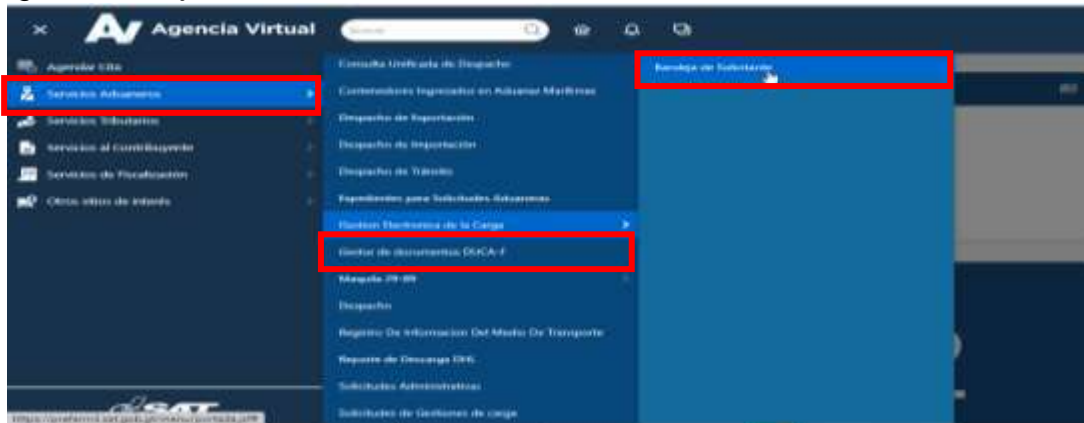 Agencia Virtual
Agendar Cita
Servicios Aduaneros
Servicios Tributarios
Servicios al Contribuyente
Servicios de Fiscalización
Otros sitios de interés
Consulta Unificada de Despacho
Contenedores Ingresados en Aduanas Marítimas
Despacho de Exportación
Despacho de Importación
Despacho de Tránsito
Expedientes para Solicitudes Aduaneras
Gestion Electronica de la Carga
Gestor de documentos DUCA-F
Maquila 29-89
Despacho
Registro De Informacion Del Medio De Transporte
Reporte de Descarga
Solicitudes Administrativas
Solicitudes de Gestiones de carga
Bandeja de Solicitante
SAT